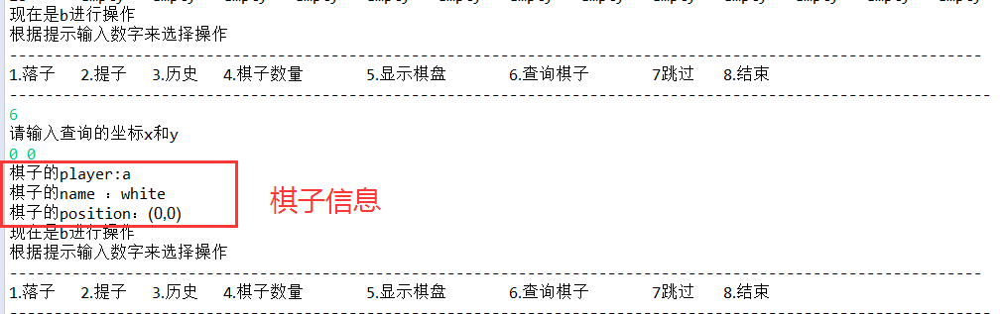 现在是b进行操作
根据提示输入数字来选择操作
1.落子 2.提子 3.历史 4.棋子数量 5.显示棋盘 6.查询棋子 7跳过 8.结束
6
请输入查询的坐标x和y
0 0
棋子的player:a
棋子的name : white
棋子的position: (0,0)
棋子信息
现在是b进行操作
根据提示输入数字来选择操作
1.落子 2.提子 3.历史 4.棋子数量 5.显示棋盘 6.查询棋子 7跳过 8.结束